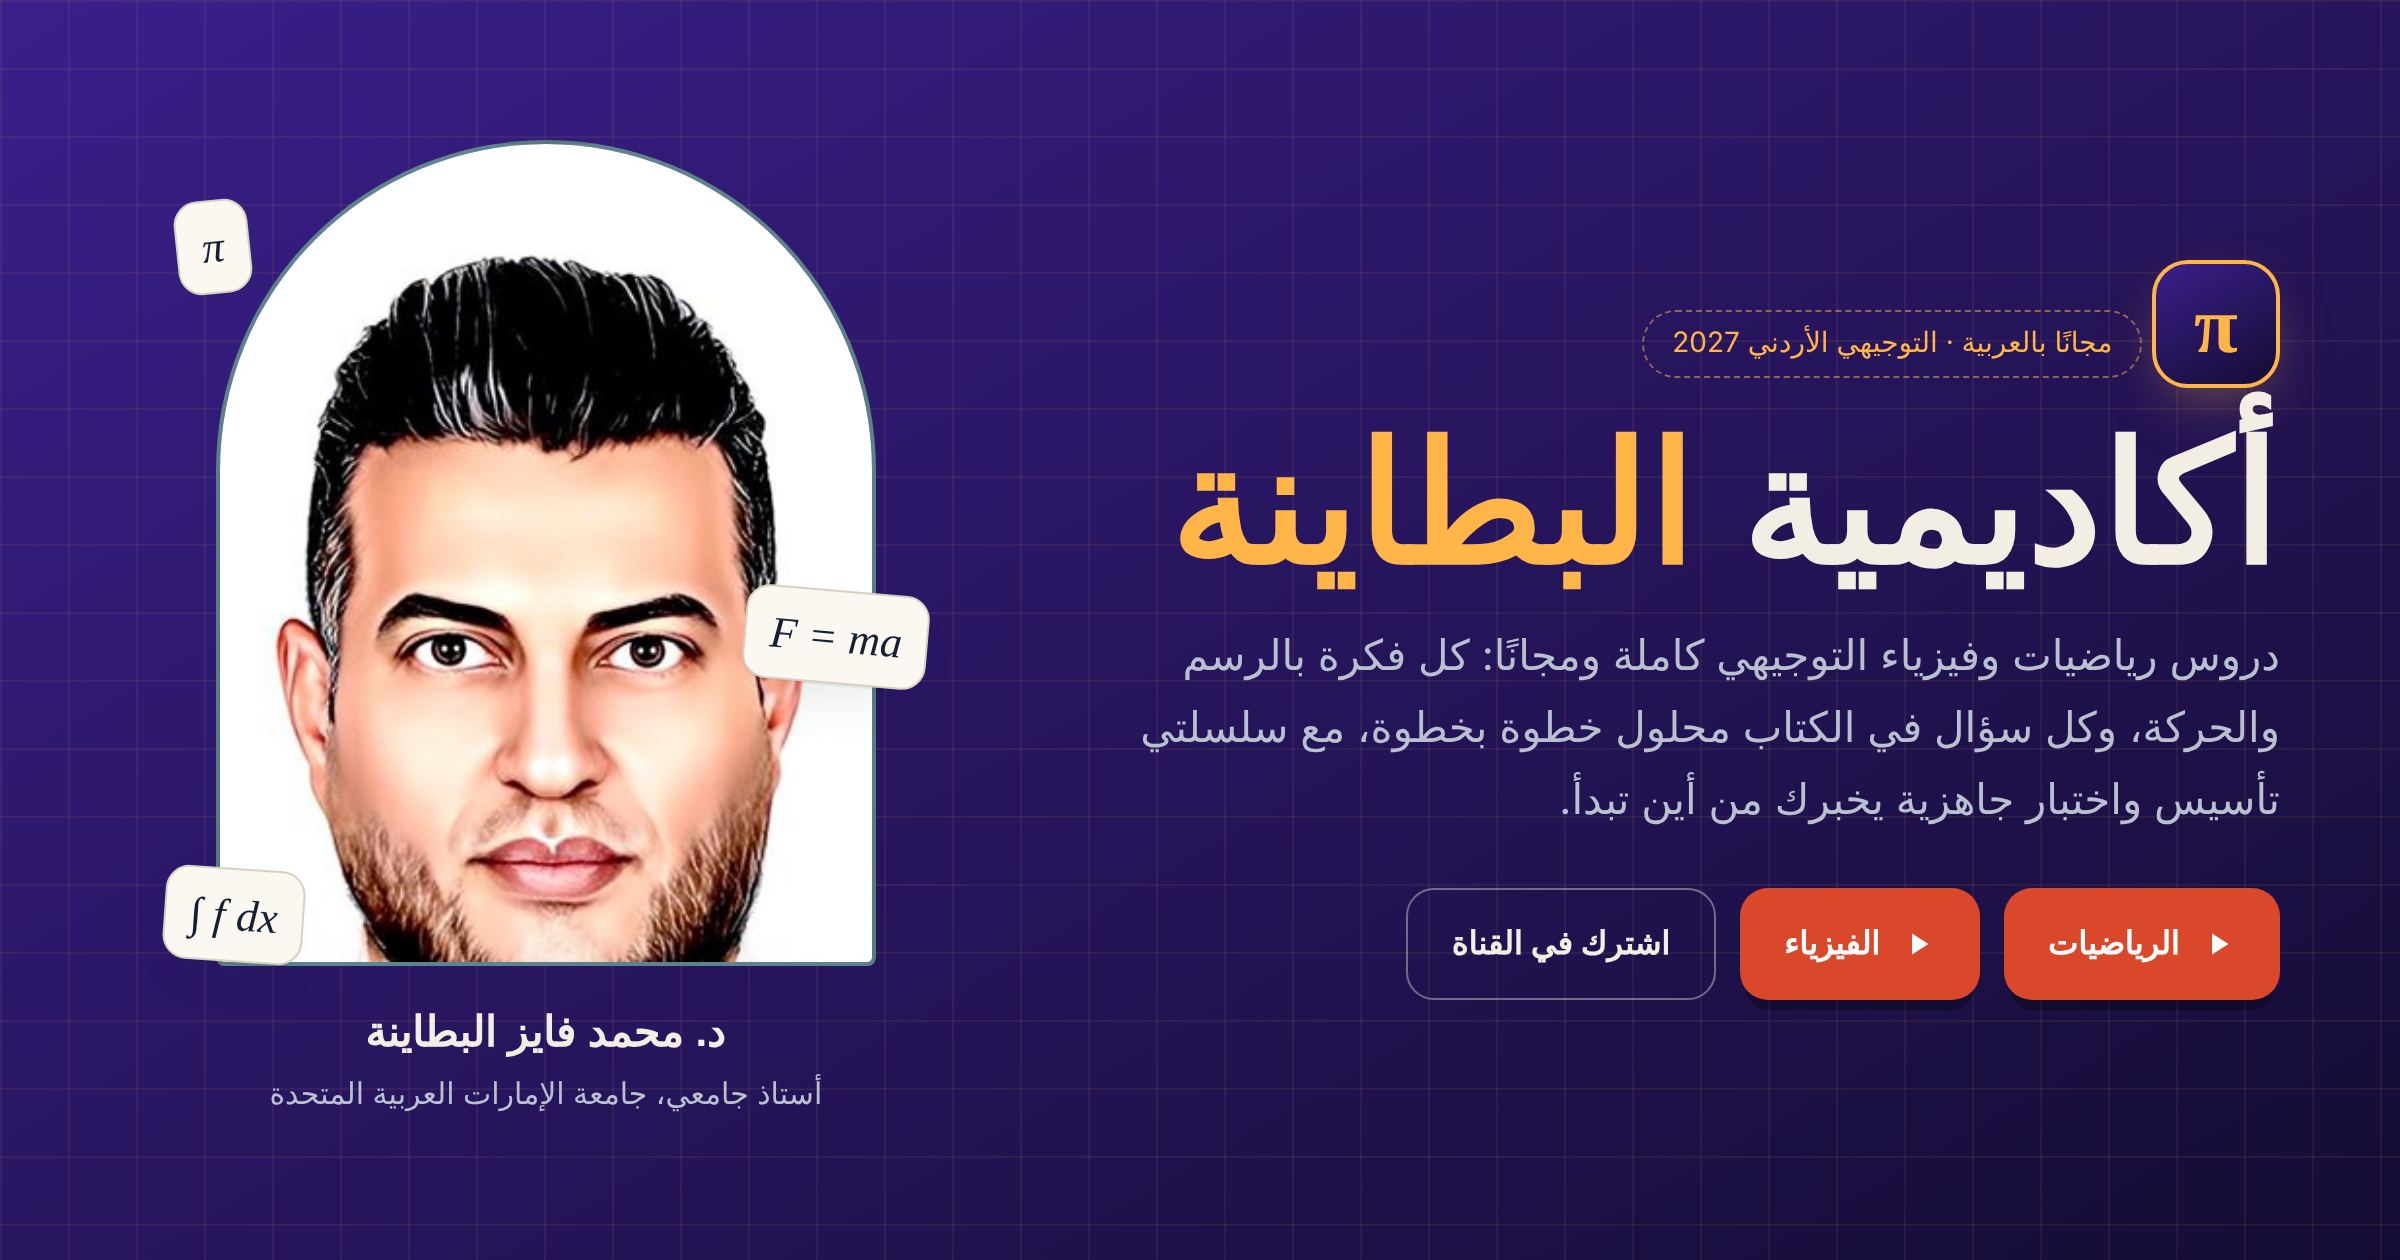 π
مجانًا بالعربية · التوجيهي الأردني 2027
أكاديمية البطاينة
دروس رياضيات وفيزياء التوجيهي كاملة ومجانًا: كل فكرة بالرسم
والحركة، وكل سؤال في الكتاب محلول خطوة بخطوة، مع سلسلتي
تأسيس واختبار جاهزية يخبرك من أين تبدأ.
الرياضيات
الفيزياء
اشترك في القناة
π
F = ma
∫ f dx
د. محمد فايز البطاينة
أستاذ جامعي، جامعة الإمارات العربية المتحدة